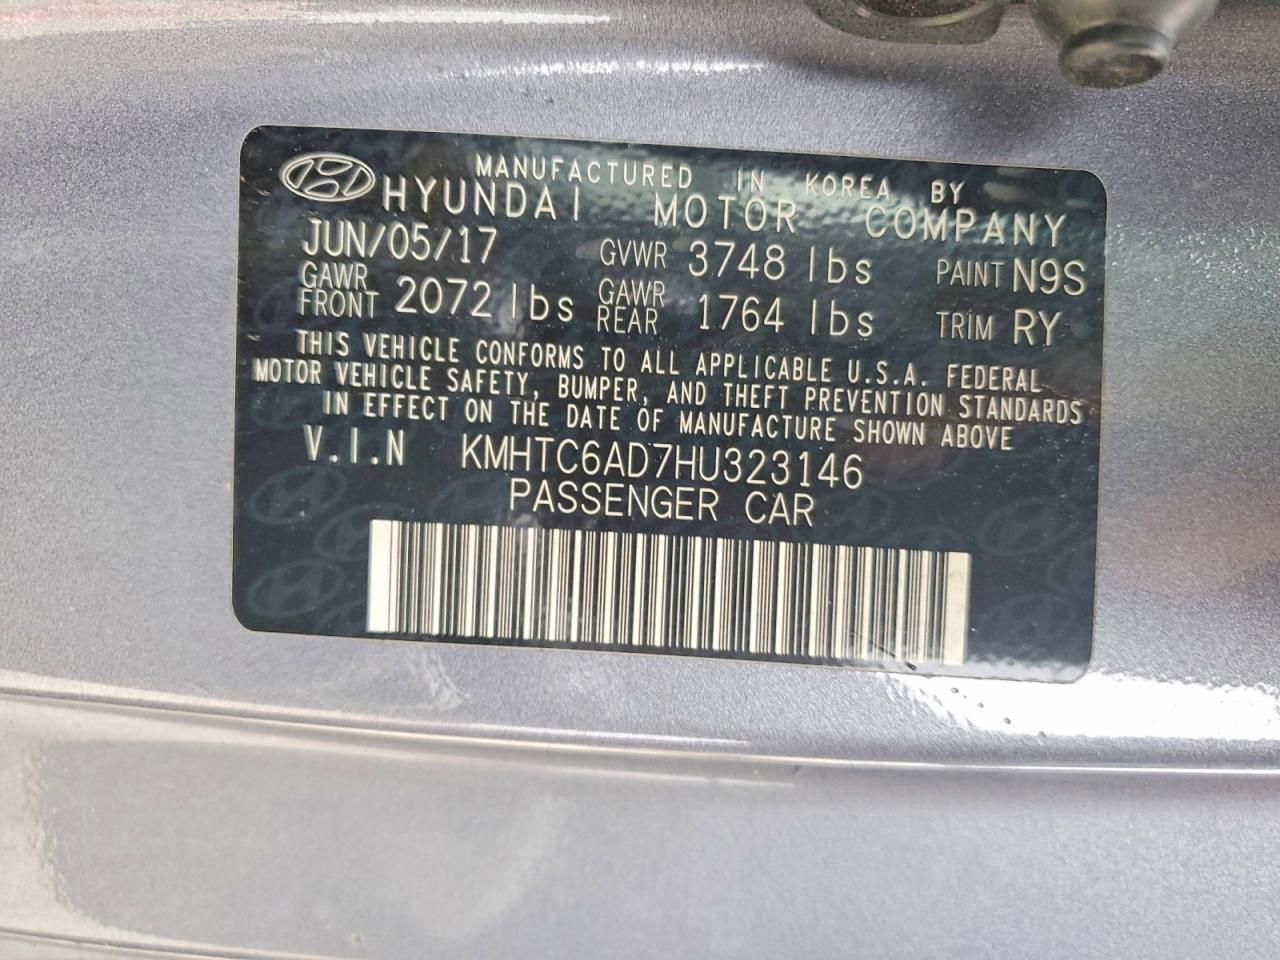 MANUFACTURED IN KOREA BY
HYUNDAI MOTOR COMPANY
JUN/05/17 GVWR 3748 lbs PAINT N9S
GAWR FRONT 2072 lbs GAWR REAR 1764 lbs TRIM RY
THIS VEHICLE CONFORMS TO ALL APPLICABLE U.S.A. FEDERAL
MOTOR VEHICLE SAFETY, BUMPER, AND THEFT PREVENTION STANDARDS
IN EFFECT ON THE DATE OF MANUFACTURE SHOWN ABOVE
V.I.N KMHTC6AD7HU323146
PASSENGER CAR